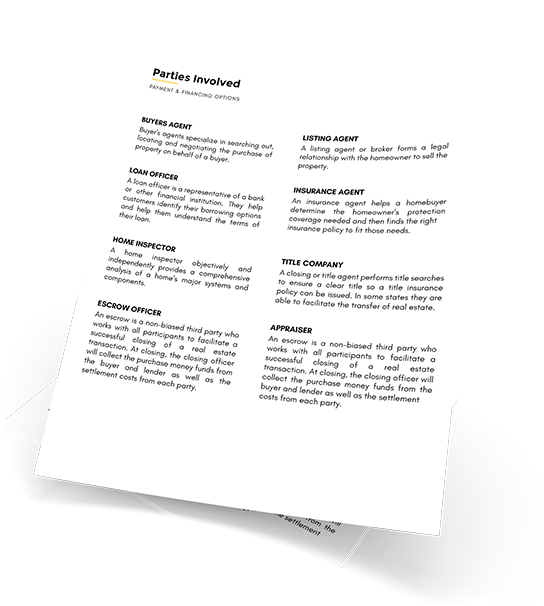 Parties Involved
PAYMENT & FINANCING OPTIONS
BUYERS AGENT
Buyer's agents specialize in searching out,
locating and negotiating the purchase of
property on behalf of a buyer.
LOAN OFFICER
A loan officer is a representative of a bank
or other financial institution. They help
customers identify their borrowing options
and help them understand the terms of
their loan.
HOME INSPECTOR
A home inspector objectively and
independently provides a comprehensive
analysis of a home's major systems and
components.
ESCROW OFFICER
An escrow is a non-biased third party who
works with all participants to facilitate a
successful closing of a real estate
transaction. At closing, the closing officer
will collect the purchase money funds from
the buyer and lender as well as the
settlement costs from each party.
LISTING AGENT
A listing agent or broker forms a legal
relationship with the homeowner to sell the
property.
INSURANCE AGENT
An insurance agent helps a homebuyer
determine the homeowner's protection
coverage needed and then finds the right
insurance policy to fit those needs.
TITLE COMPANY
A closing or title agent performs title searches
to ensure a clear title so a title insurance
policy can be issued. In some states they are
able to facilitate the transfer of real estate.
APPRAISER
An escrow is a non-biased third party who
works with all participants to facilitate a
successful closing of a real estate
transaction. At closing, the closing officer will
collect the purchase money funds from the
buyer and lender as well as the settlement
costs from each party.
from the
settlement